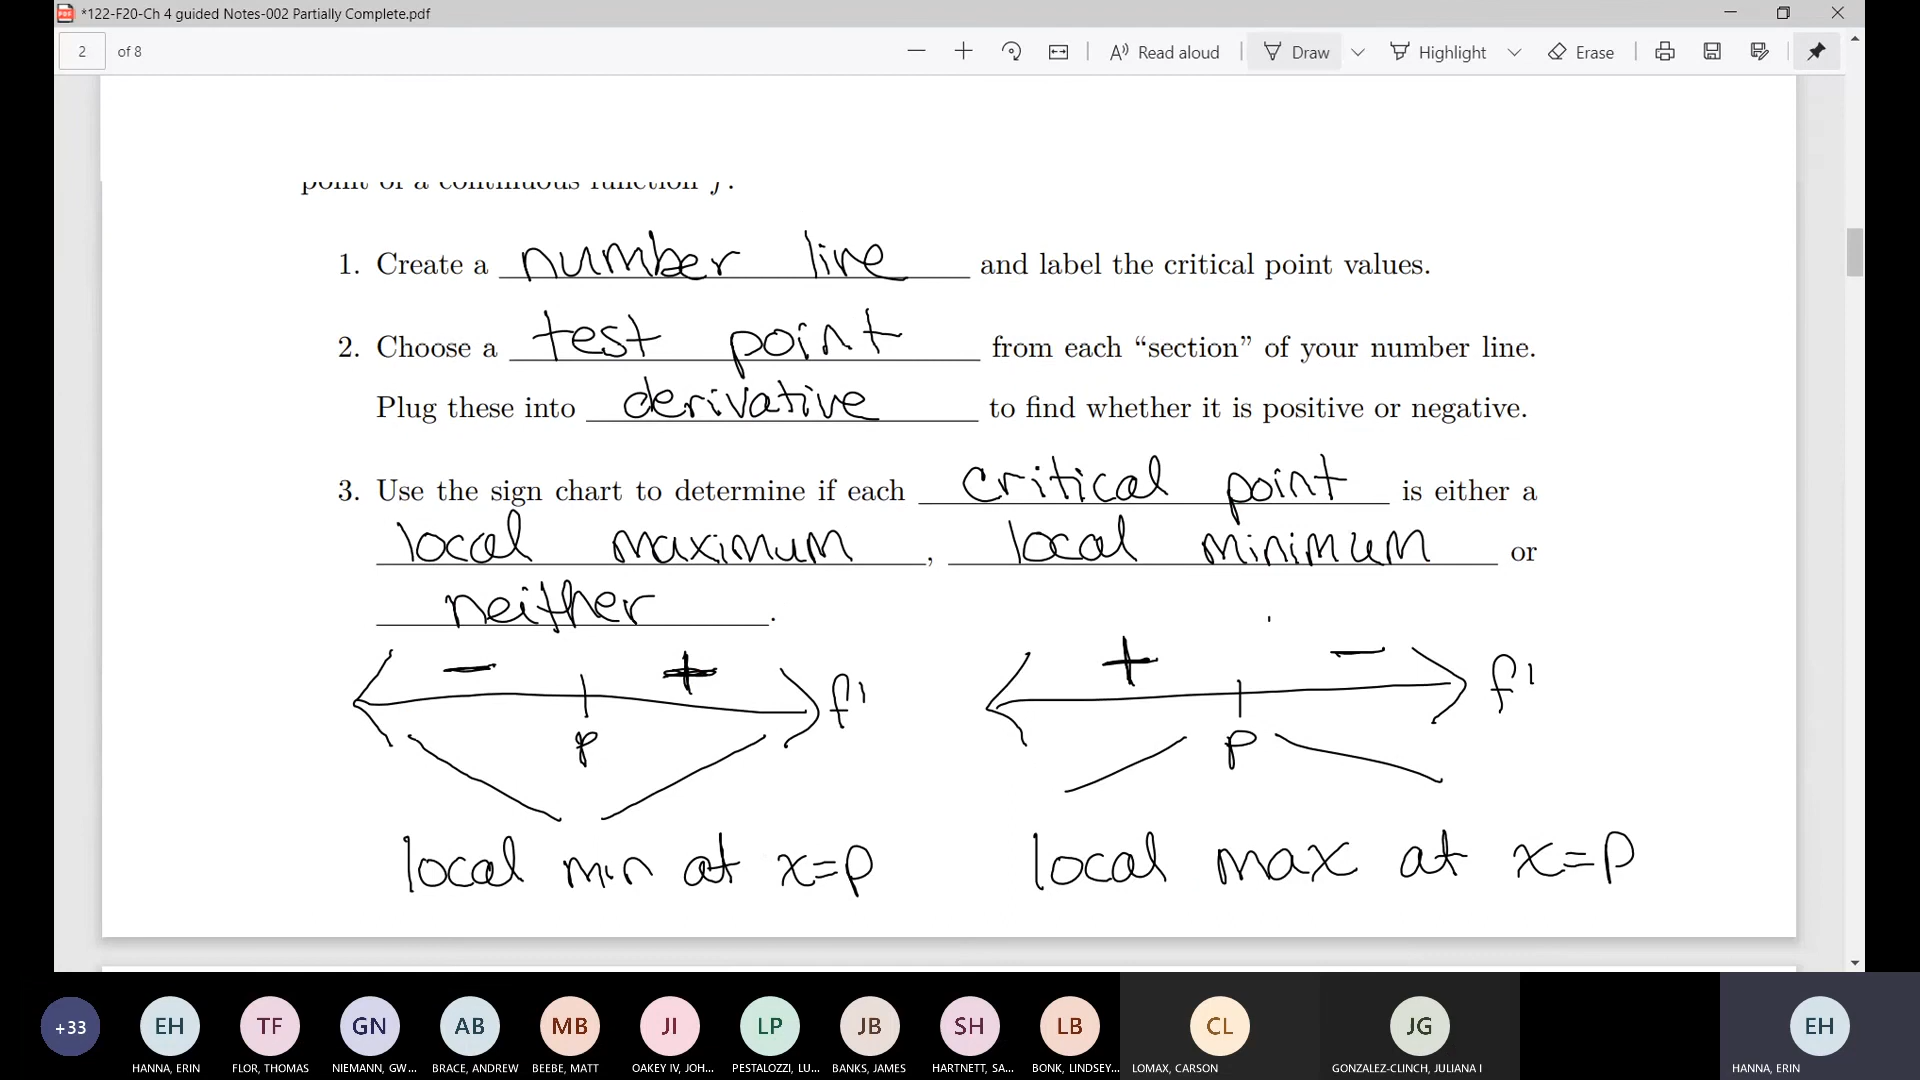 *122-F20-Ch 4 guided Notes-002 Partially Complete.pdf
2 of 8 Read aloud Draw Highlight Erase
point of a continuous function f.
1. Create a number line and label the critical point values.
2. Choose a test point from each “section” of your number line.
Plug these into derivative to find whether it is positive or negative.
3. Use the sign chart to determine if each critical point is either a
local maximum, local minimum or
neither.
− + f'
p
local min at x=p
+ − f'
p
local max at x=p
+33 EH TF GN AB MB JI LP JB SH LB CL JG EH
HANNA, ERIN FLOR, THOMAS NIEMANN, GW... BRACE, ANDREW BEEBE, MATT OAKEY IV, JOH... PESTALOZZI, LU... BANKS, JAMES HARTNETT, SA... BONK, LINDSEY... LOMAX, CARSON GONZALEZ-CLINCH, JULIANA I HANNA, ERIN